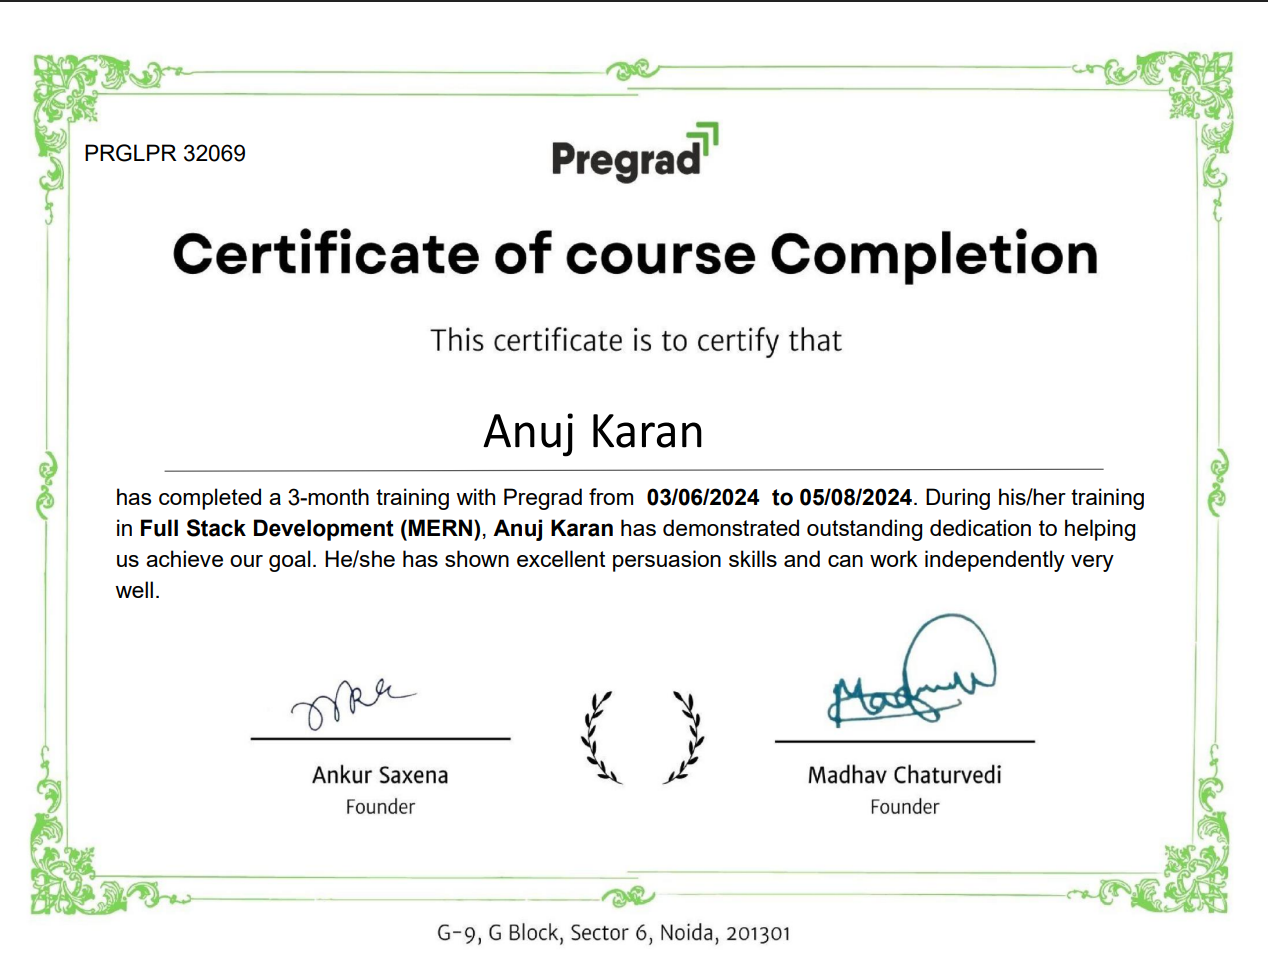 PRGLPR 32069
Pregrad
Certificate of course Completion
This certificate is to certify that
Anuj Karan
has completed a 3-month training with Pregrad from 03/06/2024 to 05/08/2024. During his/her training
in Full Stack Development (MERN), Anuj Karan has demonstrated outstanding dedication to helping
us achieve our goal. He/she has shown excellent persuasion skills and can work independently very
well.
Ankur Saxena
Founder
Madhav Chaturvedi
Founder
G-9, G Block, Sector 6, Noida, 201301